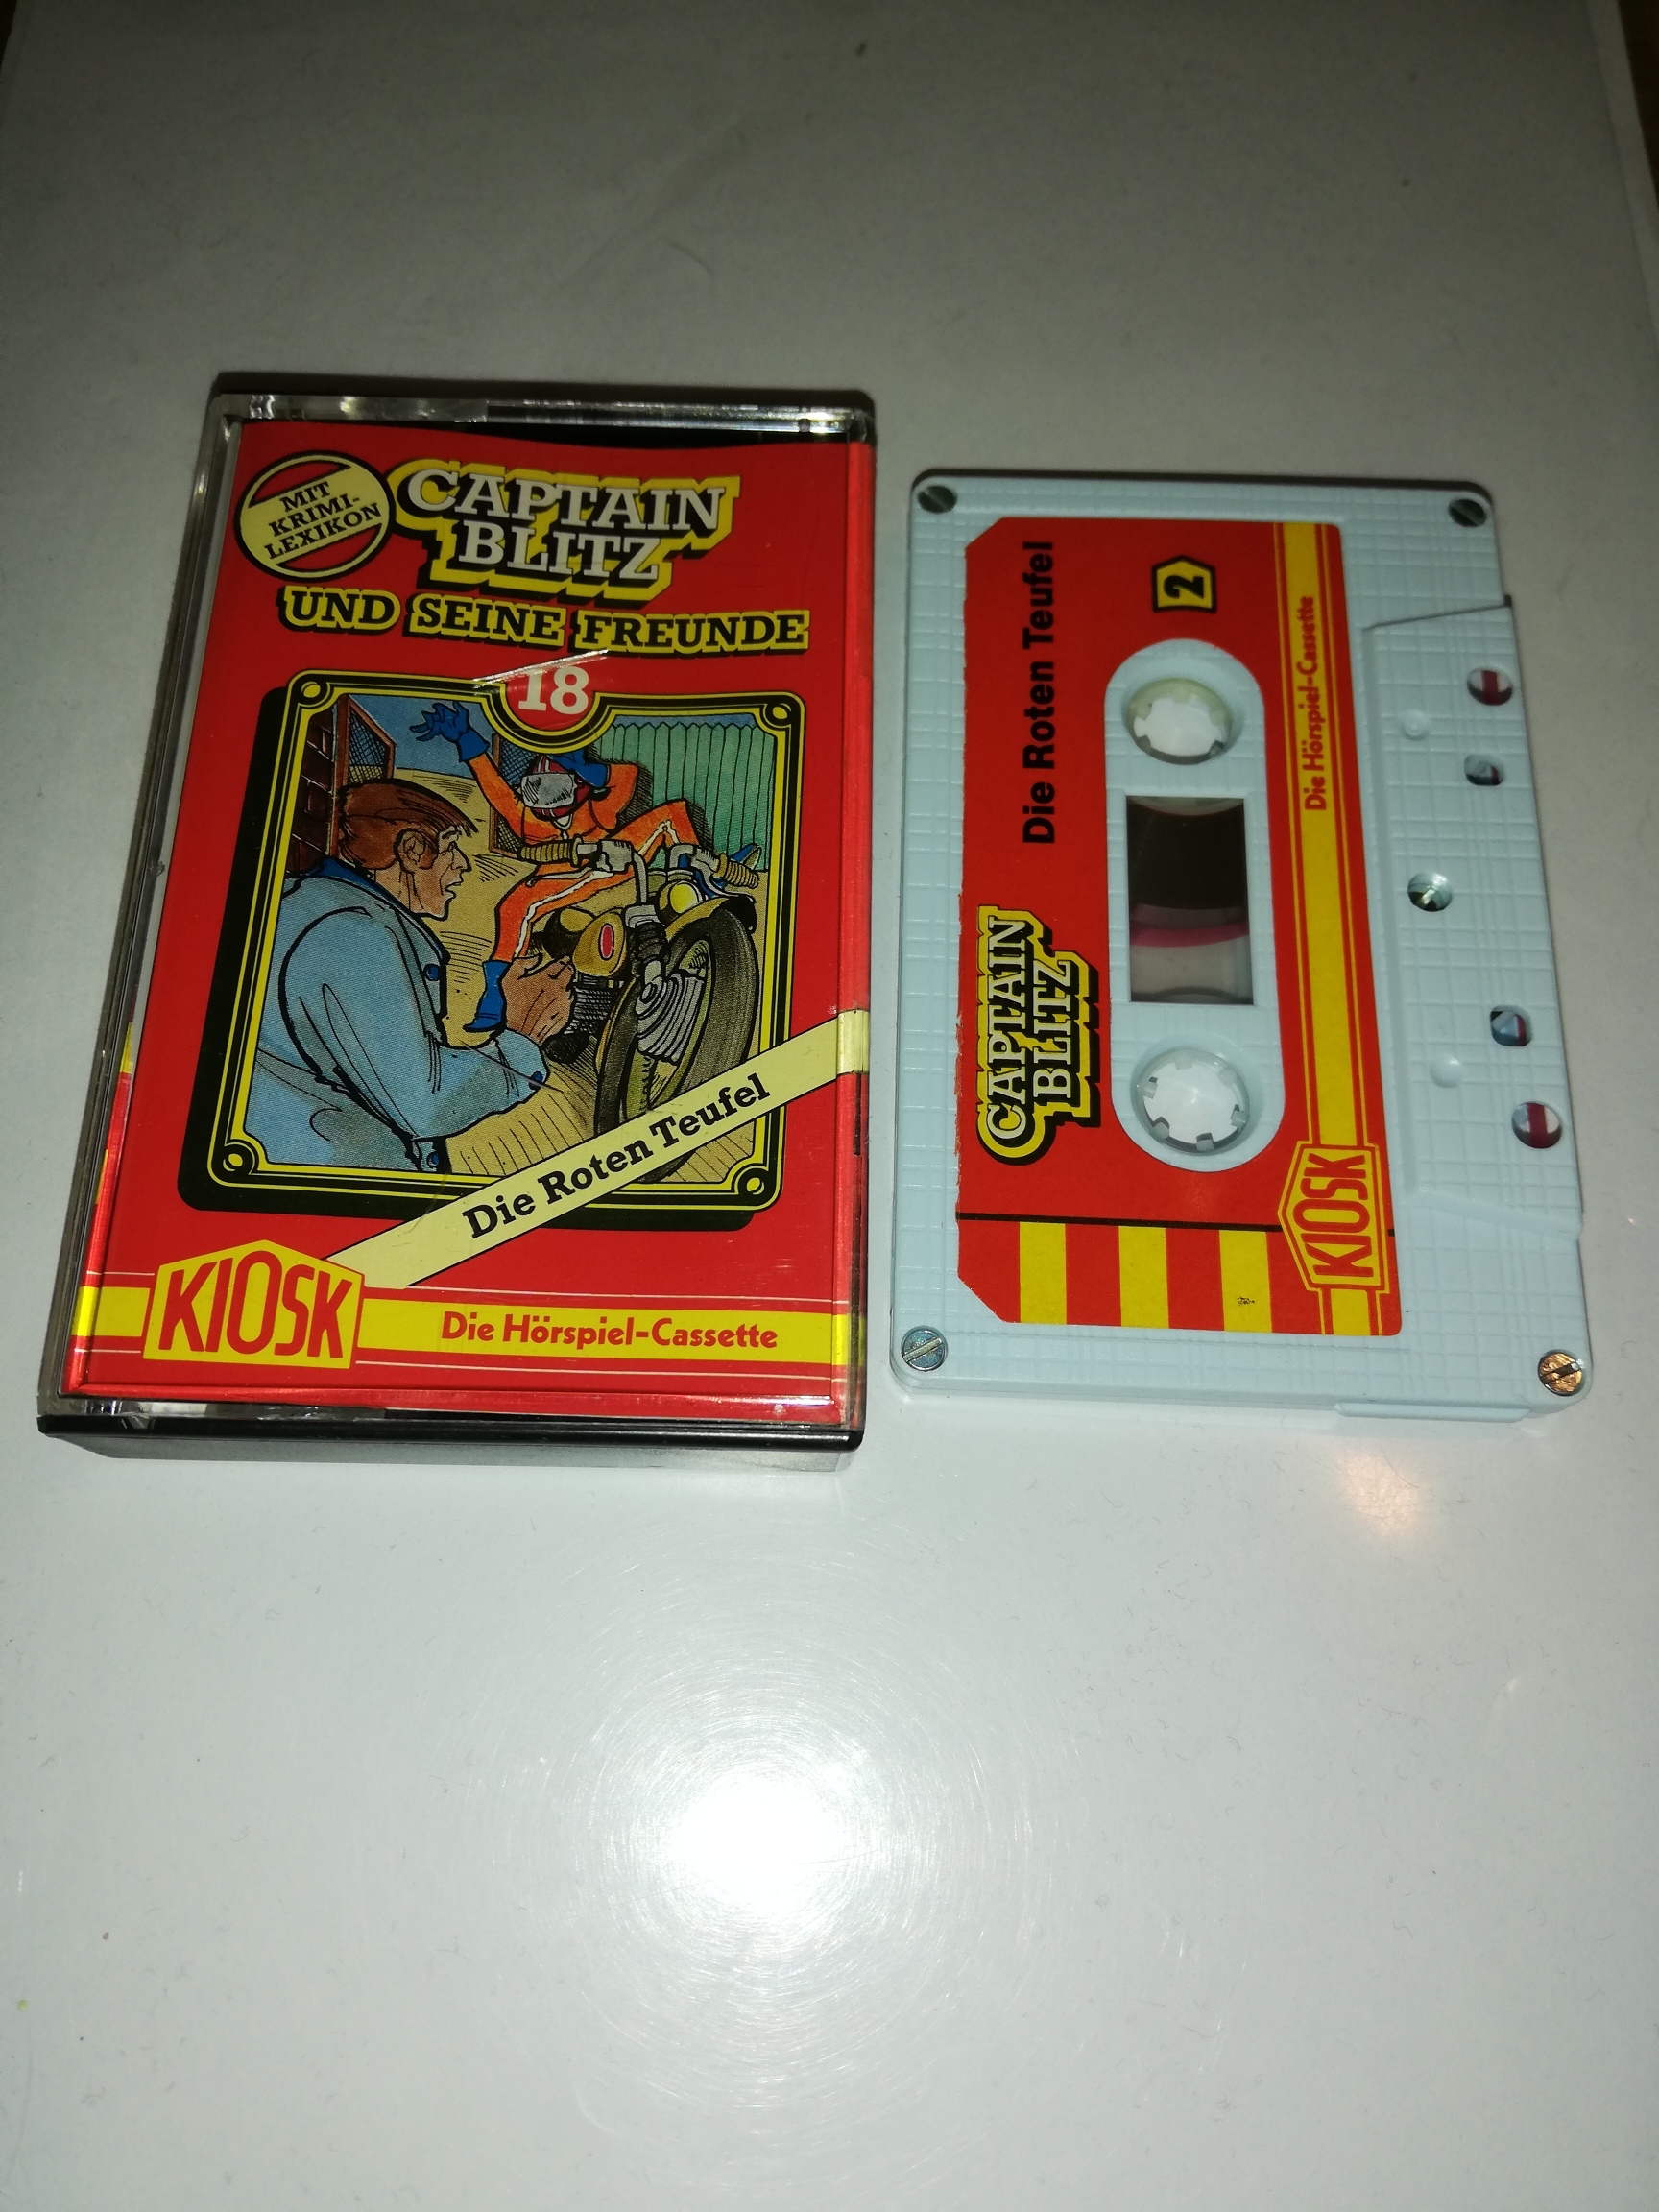 MIT
KRIMI-
LEXIKON
CAPTAIN
BLITZ
UND SEINE FREUNDE
18
Die Roten Teufel
KIOSK
Die Hörspiel-Cassette
CAPTAIN
BLITZ
Die Roten Teufel
2
KIOSK
Die Hörspiel-Cassette